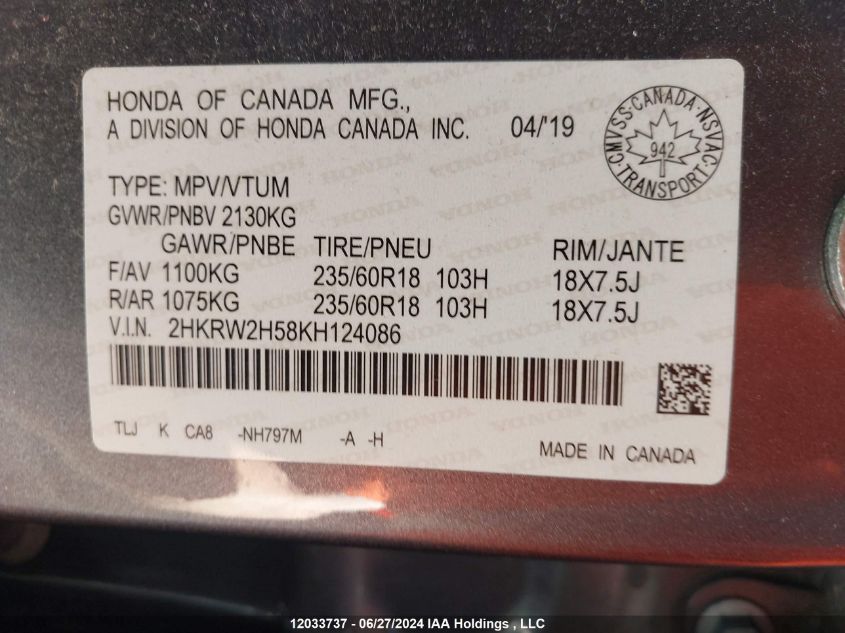 HONDA OF CANADA MFG.,
A DIVISION OF HONDA CANADA INC. 04/'19
CMVSS·CANADA·NSVAC·TRANSPORT·
942
TYPE: MPV/VTUM
GVWR/PNBV 2130KG
GAWR/PNBE TIRE/PNEU RIM/JANTE
F/AV 1100KG 235/60R18 103H 18X7.5J
R/AR 1075KG 235/60R18 103H 18X7.5J
V.I.N. 2HKRW2H58KH124086
TLJ K CA8 -NH797M -A -H
MADE IN CANADA
12033737 - 06/27/2024 IAA Holdings , LLC